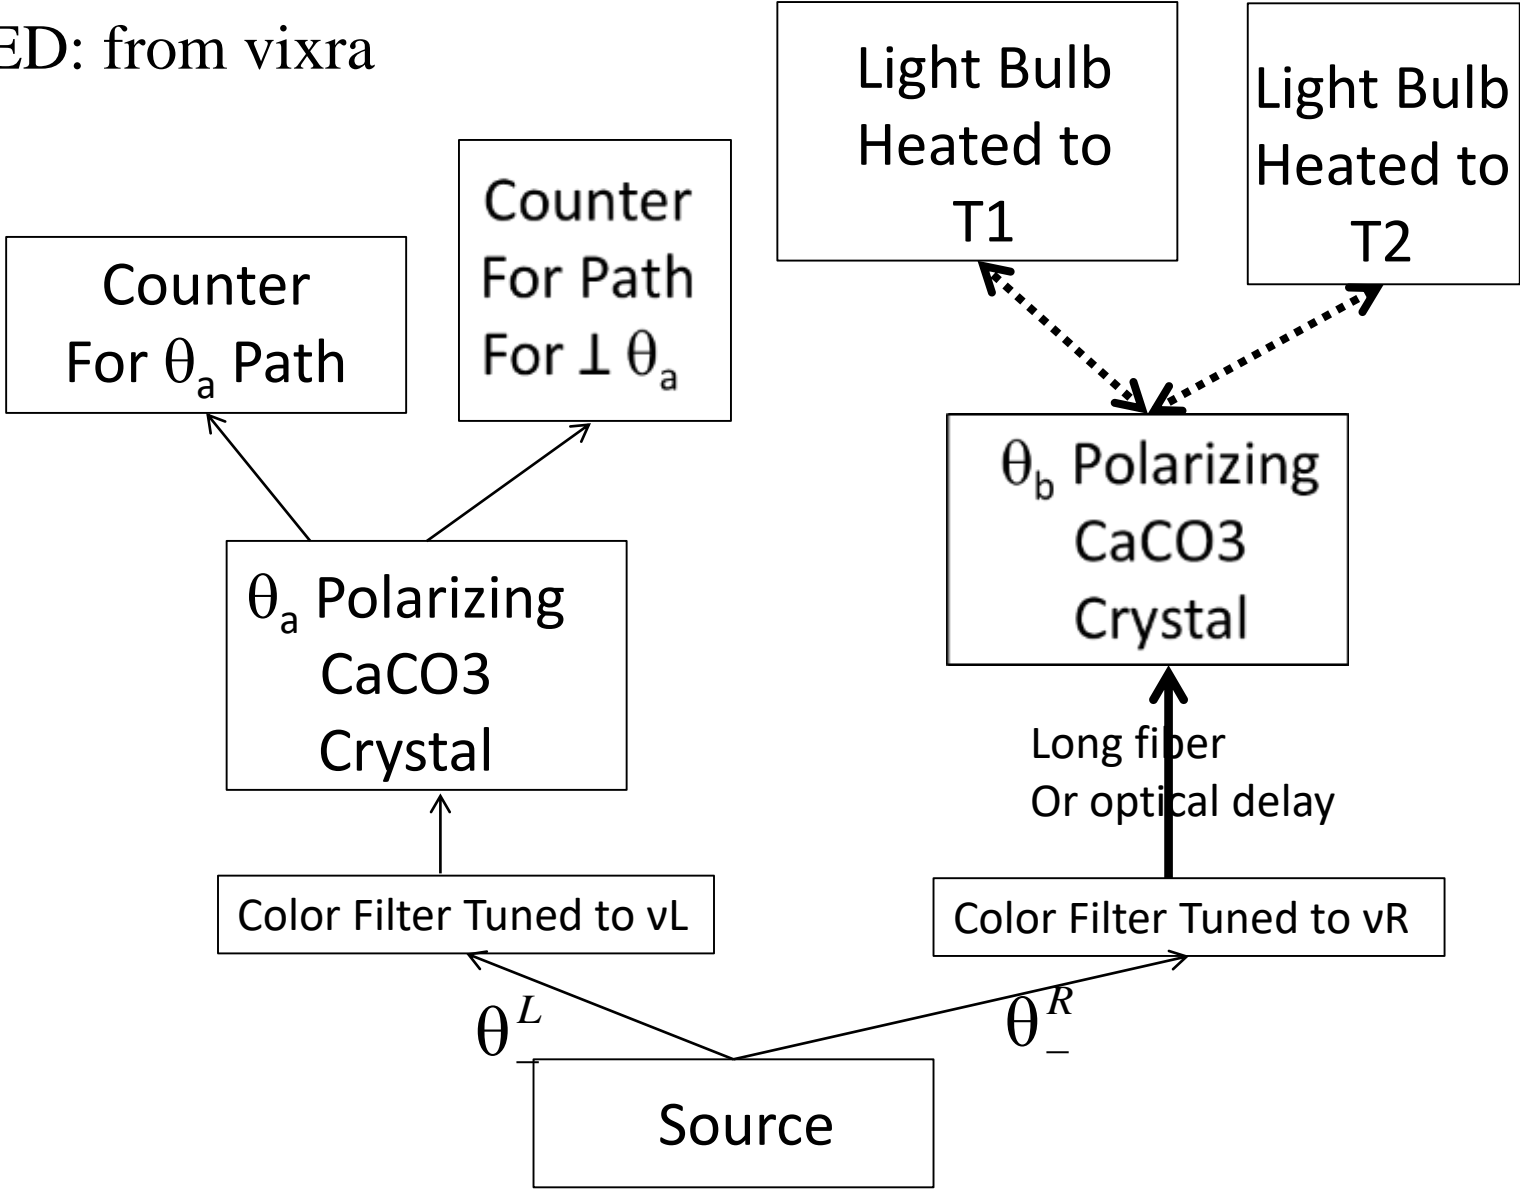 ED: from vixra
Light Bulb
Heated to
T1
Light Bulb
Heated to
T2
Counter
For θa Path
Counter
For Path
For ⊥ θa
θa Polarizing
CaCO3
Crystal
θb Polarizing
CaCO3
Crystal
Long fiber
Or optical delay
Color Filter Tuned to νL
Color Filter Tuned to νR
θ_^L
θ_^R
Source